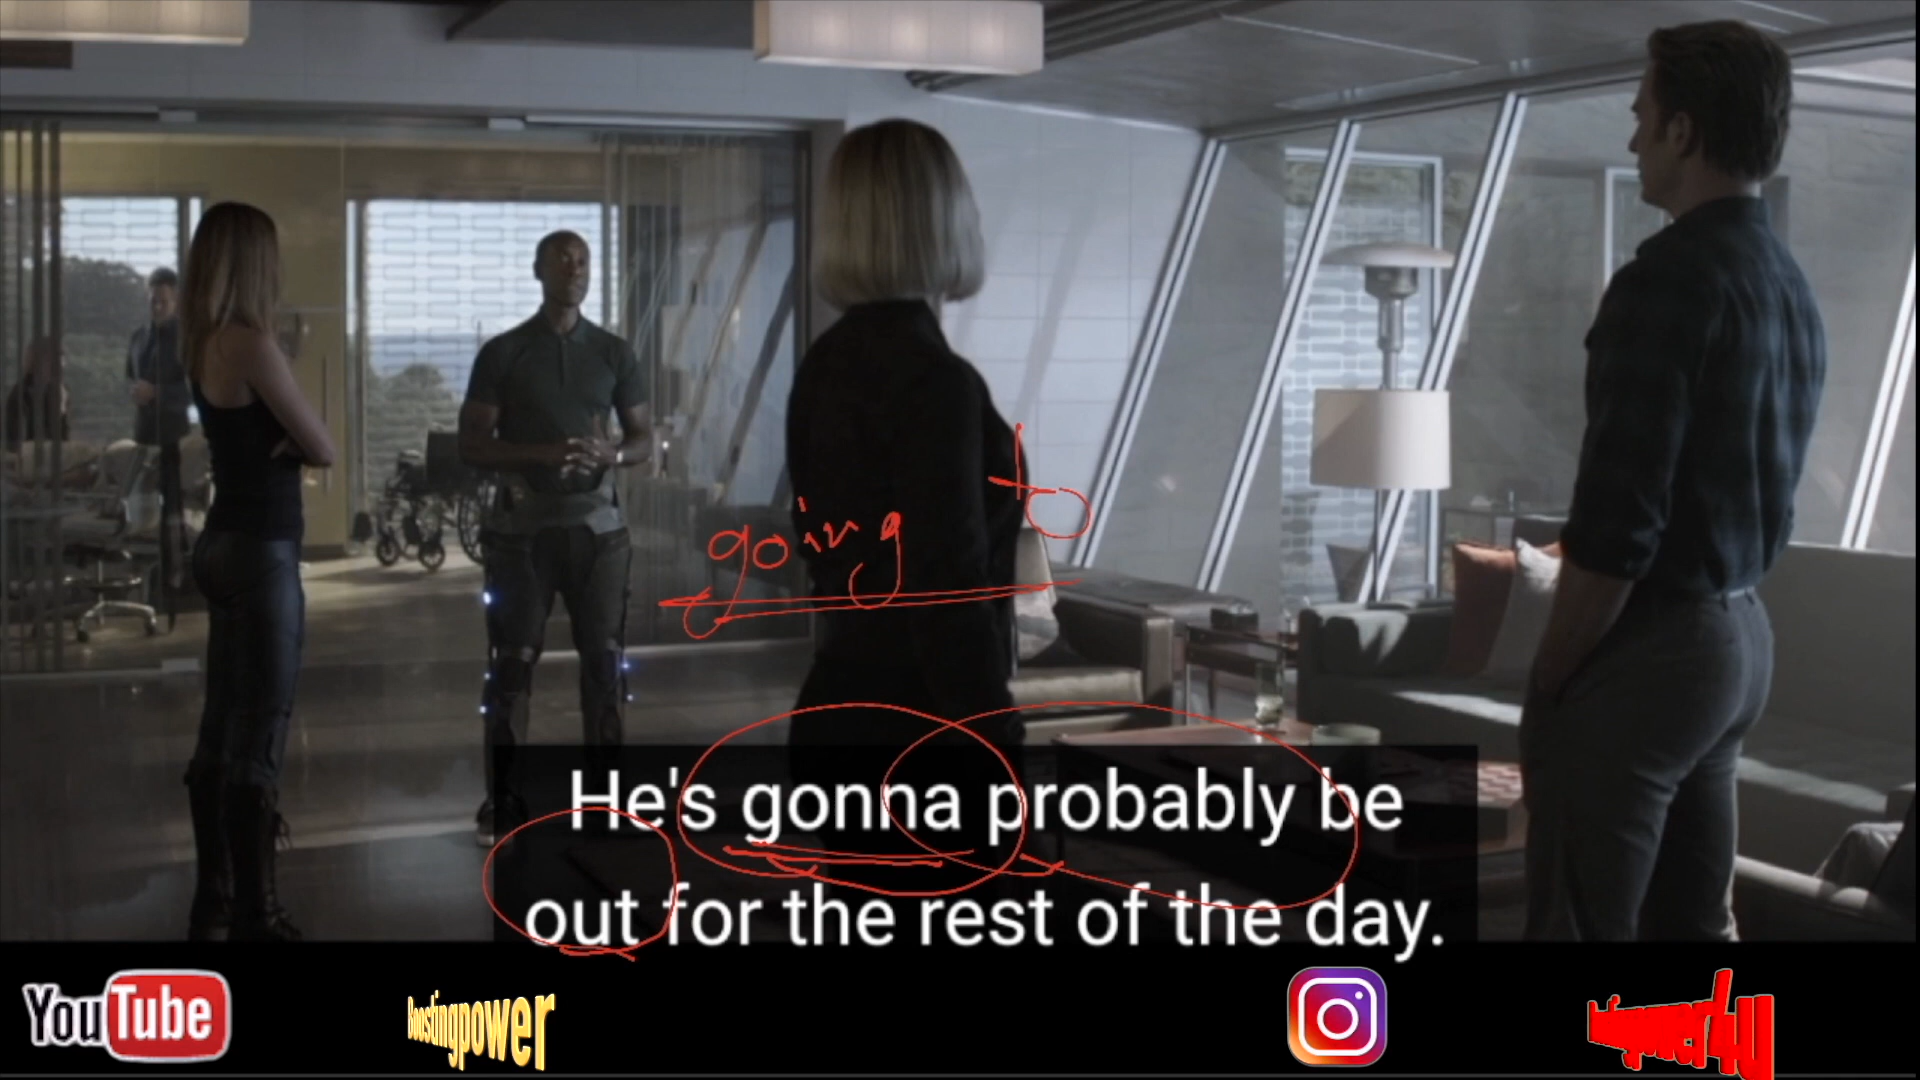 going to
He's gonna probably be
out for the rest of the day.
YouTube
Boostingpower